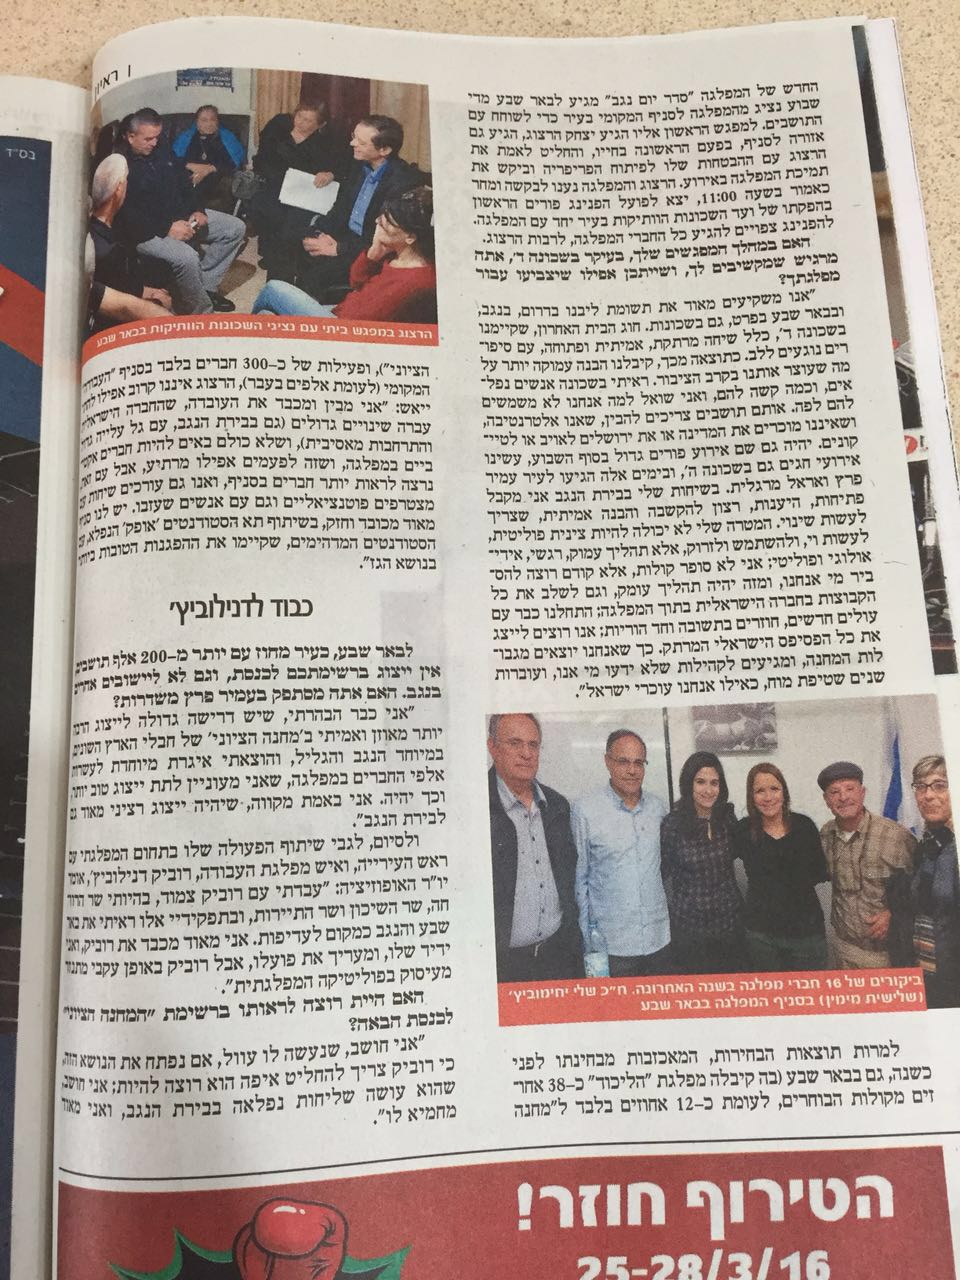 | ראיון
בס"ד
החדש של המפלגה "סדר יום נגב" מגיע לבאר שבע מדי
שבוע נציג מהמפלגה לסניף המקומי בעיר כדי לשוחח עם
התושבים. למפגש הראשון אליו הגיע יצחק הרצוג, הגיע גם
אזורה לסניף, בפעם הראשונה בחייו, והחליט לאמת את
הרצוג עם ההבטחות שלו לפיתוח הפריפריה וביקש את
תמיכת המפלגה באירוע. הרצוג והמפלגה נענו לבקשה ומחר
כאמור בשעה 11:00, יצא לפועל הפנינג פורים הראשון
בהפקתו של ועד השכונות הוותיקות בעיר יחד עם המפלגה.
להפנינג צפויים להגיע כל החברי המפלגה, לרבות הרצוג.
האם במהלך המפגשים שלך, בעיקר בשכונה ד', אתה
מרגיש שמקשיבים לך, ושייתכן אפילו שיצביעו עבור
מפלגתך?
"אנו משקיעים מאוד את תשומת ליבנו בדרום, בנגב,
ובבאר שבע בפרט, גם בשכונות. חוג הבית האחרון, שקיימנו
בשכונה ד', כלל שיחה מרתקת, אמיתית ופתוחה, עם סיפו־
רים נוגעים ללב. כתוצאה מכך, קיבלנו הבנה עמוקה יותר על
מה שעוצר אותנו בקרב הציבור. ראיתי בשכונה אנשים נפל־
אים, וכמה קשה להם, ואני שואל למה אנחנו לא משמשים
להם לפה. אותם תושבים צריכים להבין, שאנו אלטרנטיבה,
ושאיננו מוכרים את המדינה או את ירושלים לאויב או לטיי־
קונים. יהיה גם שם אירוע פורים גדול בסוף השבוע, עשינו
אירועי חגים גם בשכונה ה', ובימים אלה הגיעו לעיר עמיר
פרץ ואראל מרגלית. בשיחות שלי בבירת הנגב אני מקבל
פתיחות, היענות, רצון להקשבה והבנה אמיתית, שצריך
לעשות שינוי. המטרה שלי לא יכולה להיות צינית פוליטית,
לעשות וי, ולהשתמש ולזרוק, אלא תהליך עמוק, רגשי, אידי־
אולוגי ופוליטי; אני לא סופר קולות, אלא קודם רוצה להס־
ביר מי אנחנו, ומזה יהיה תהליך עומק, וגם לשלב את כל
הקבוצות בחברה הישראלית בתוך המפלגה; התחלנו כבר עם
עולים חדשים, חוזרים בתשובה וחד הוריות; אנו רוצים לייצג
את כל הפסיפס הישראלי המרתק. כך שאנחנו יוצאים מגבו־
לות המחנה, ומגיעים לקהילות שלא ידעו מי אנו, ועוברות
שנים שטיפת מוח, כאילו אנחנו עוכרי ישראל".
ביקורים של 16 חברי מפלגה בשנה האחרונה. ח"כ שלי יחימוביץ'
(שלישית מימין) בסניף המפלגה בבאר שבע
למרות תוצאות הבחירות, המאכזבות מבחינתו לפני
כשנה, גם בבאר שבע (בה קיבלה מפלגת "הליכוד" כ–38 אחו־
זים מקולות הבוחרים, לעומת כ–12 אחוזים בלבד ל"מחנה
הרצוג במפגש ביתי עם נציגי השכונות הוותיקות בבאר שבע
הציוני"), ופעילות של כ–300 חברים בלבד בסניף "העבודה"
המקומי (לעומת אלפים בעבר), הרצוג איננו קרוב אפילו
ייאש: "אני מבין ומכבד את העובדה, שהחברה הישראלית
עברה שינויים גדולים (גם בבירת הנגב, עם גל עלייה גדול
והתרחבות מאסיבית), ושלא כולם באים להיות חברים
ביים במפלגה, ושזה לפעמים אפילו מרתיע, אבל עם זאת,
נרצה לראות יותר חברים בסניף, ואנו גם עורכים שיחות עם
מצטרפים פוטנציאליים וגם עם אנשים שעזבו. יש לנו סניף
מאוד מכובד וחזק, בשיתוף תא הסטודנטים 'אופק' הנפלא, עם
הסטודנטים המדהימים, שקיימו את ההפגנות הטובות ביותר
בנושא הגז".
כבוד לדנילוביץ'
לבאר שבע, כעיר מחוז עם יותר מ–200 אלף תושבים,
אין ייצוג ברשימתכם לכנסת, וגם לא ליישובים אחרים
בנגב. האם אתה מסתפק בעמיר פרץ משדרות?
"אני כבר הבהרתי, שיש דרישה גדולה לייצוג הרבה
יותר מאוזן ואמיתי ב'מחנה הציוני' של חבלי הארץ השונים
במיוחד הנגב והגליל, והוצאתי איגרת מיוחדת לעשרות
אלפי החברים במפלגה, שאני מעוניין לתת ייצוג טוב יותר,
וכך יהיה. אני באמת מקווה, שיהיה ייצוג רציני מאוד גם
לבירת הנגב".
ולסיום, לגבי שיתוף הפעולה שלו בתחום המפלגתי עם
ראש העירייה, ואיש מפלגת העבודה, רוביק דנילוביץ', אומר
יו"ר האופוזיציה: "עבדתי עם רוביק צמוד, בהיותי שר הרוו־
חה, שר השיכון ושר התיירות, ובתפקידיי אלו ראיתי את באר
שבע והנגב כמקום לעדיפות. אני מאוד מכבד את רוביק, ואני
ידיד שלו, ומעריך את פועלו, אבל רוביק באופן עקבי מתנזר
מעיסוק בפוליטיקה המפלגתית".
האם היית רוצה לראותו ברשימת "המחנה הציוני"
לכנסת הבאה?
"אני חושב, שנעשה לו עוול, אם נפתח את הנושא הזה,
כי רוביק צריך להחליט איפה הוא רוצה להיות; אני חושב,
שהוא עושה שליחות נפלאה בבירת הנגב, ואני מאוד
מחמיא לו".
הטירוף חוזר!
25-28/3/16